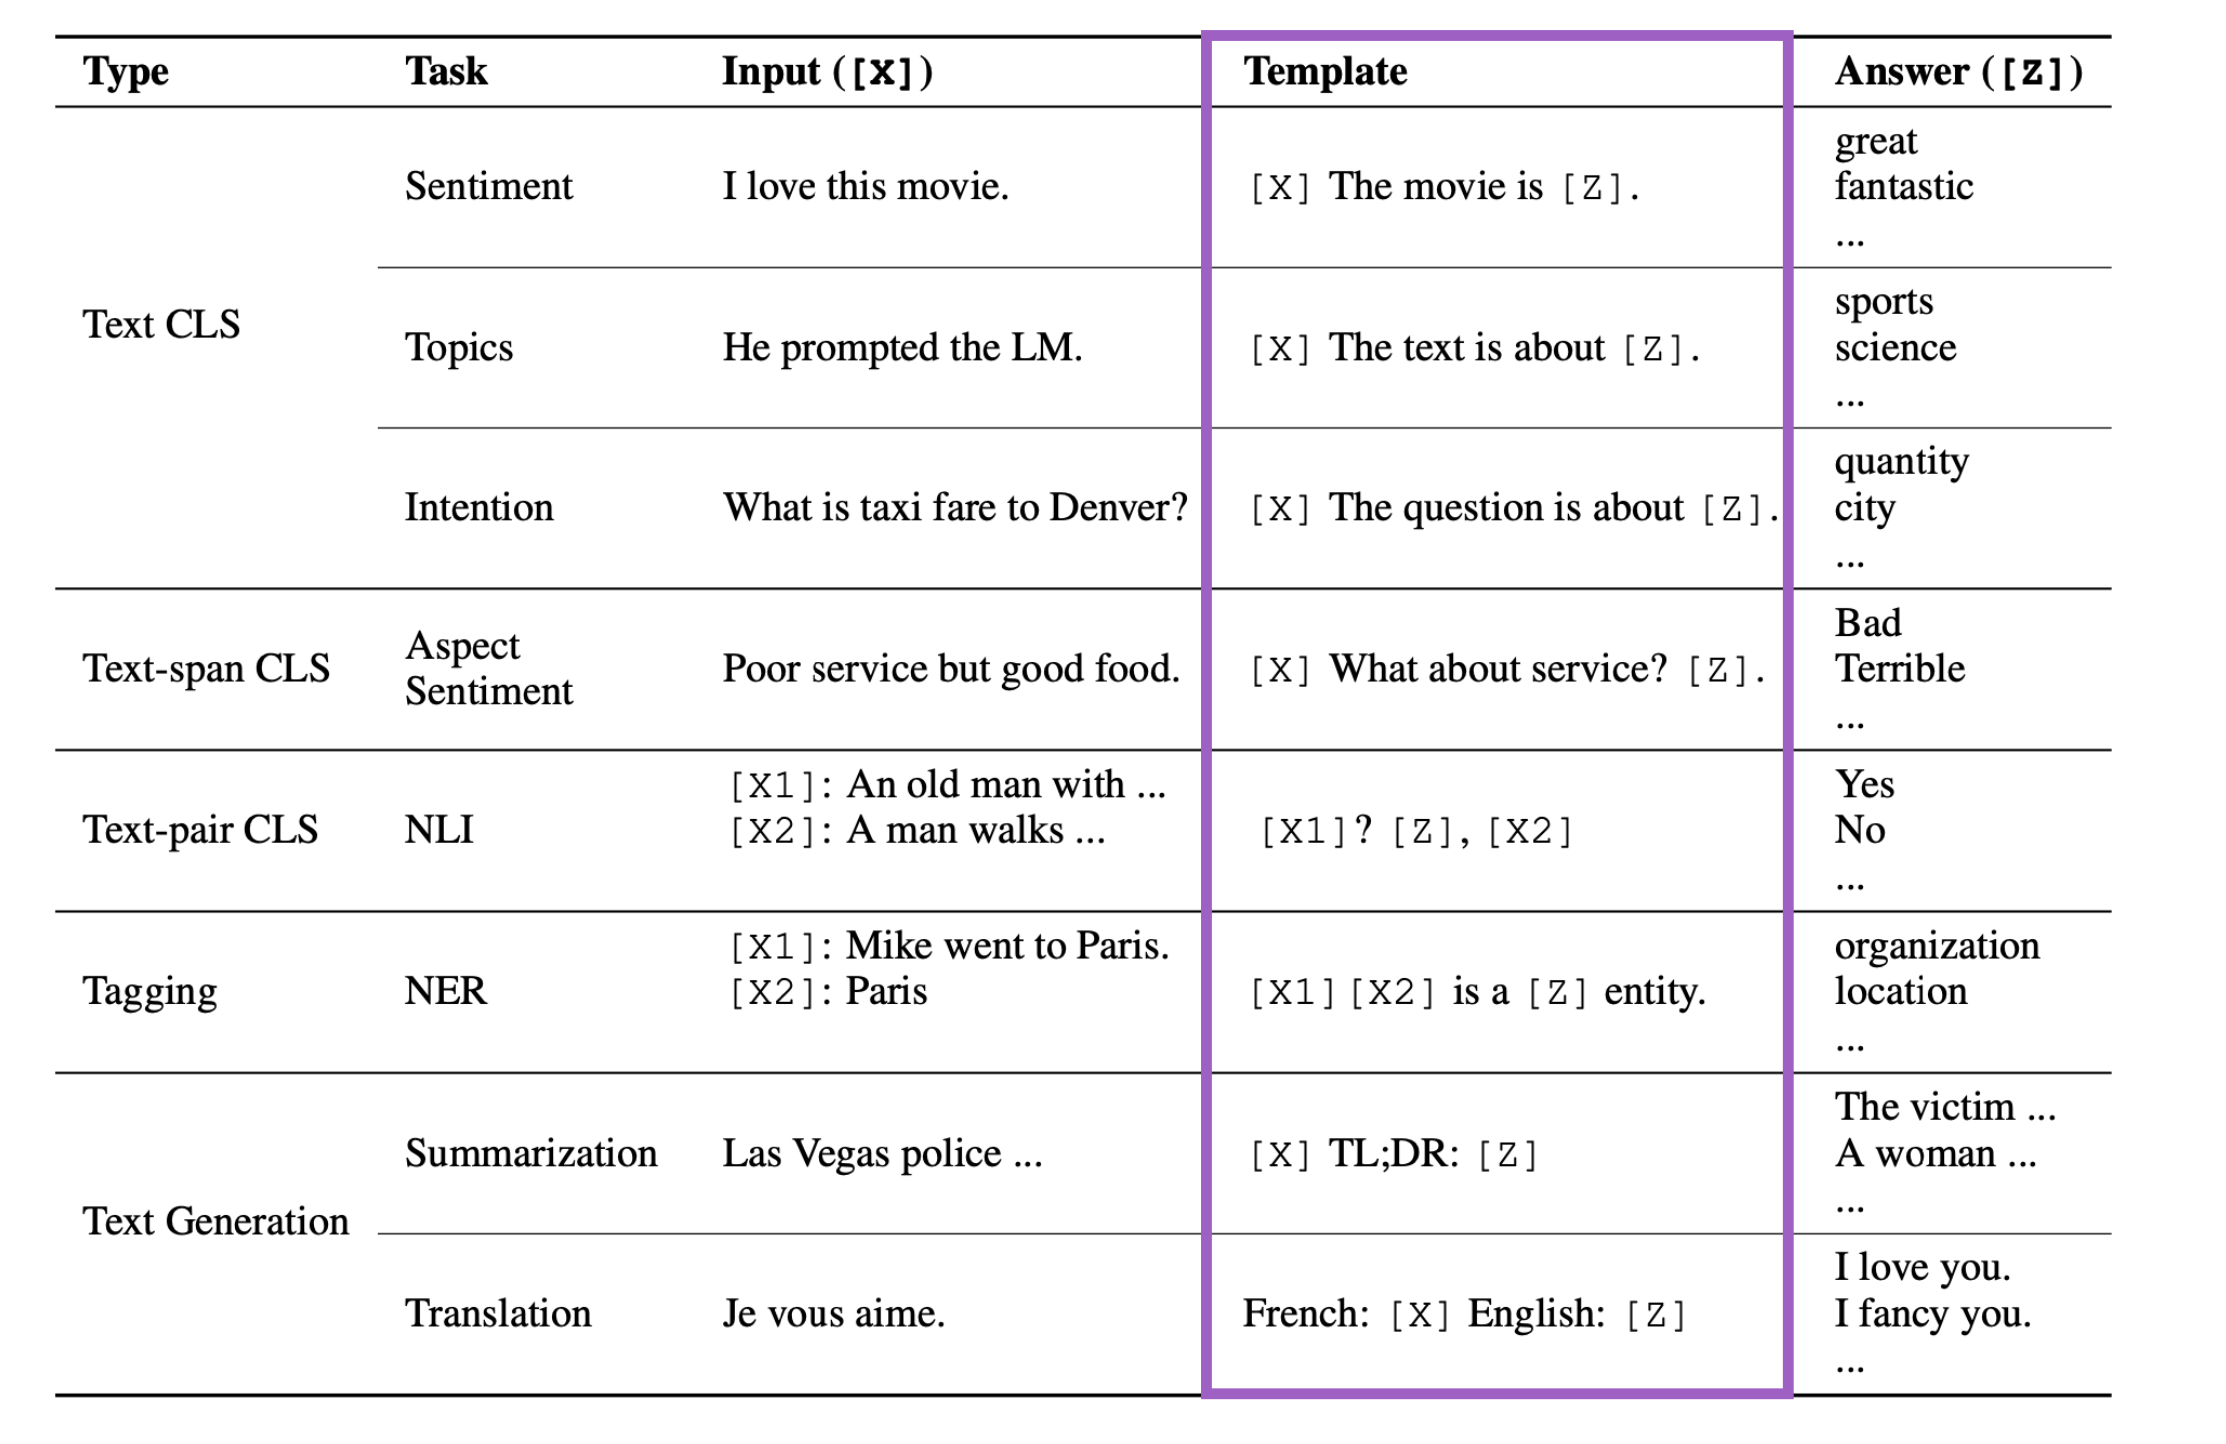 Type Task Input ([X]) Template Answer ([Z])
great
Sentiment I love this movie. [X] The movie is [Z]. fantastic
...
sports
Text CLS
Topics He prompted the LM. [X] The text is about [Z]. science
...
quantity
Intention What is taxi fare to Denver? [X] The question is about [Z]. city
...
Bad
Aspect
Text-span CLS Poor service but good food. [X] What about service? [Z]. Terrible
Sentiment
...
[X1]: An old man with ... Yes
Text-pair CLS NLI [X2]: A man walks ... [X1]? [Z], [X2] No
...
[X1]: Mike went to Paris. organization
Tagging NER [X2]: Paris [X1][X2] is a [Z] entity. location
...
The victim ...
Summarization Las Vegas police ... [X] TL;DR: [Z] A woman ...
...
Text Generation
I love you.
Translation Je vous aime. French: [X] English: [Z] I fancy you.
...